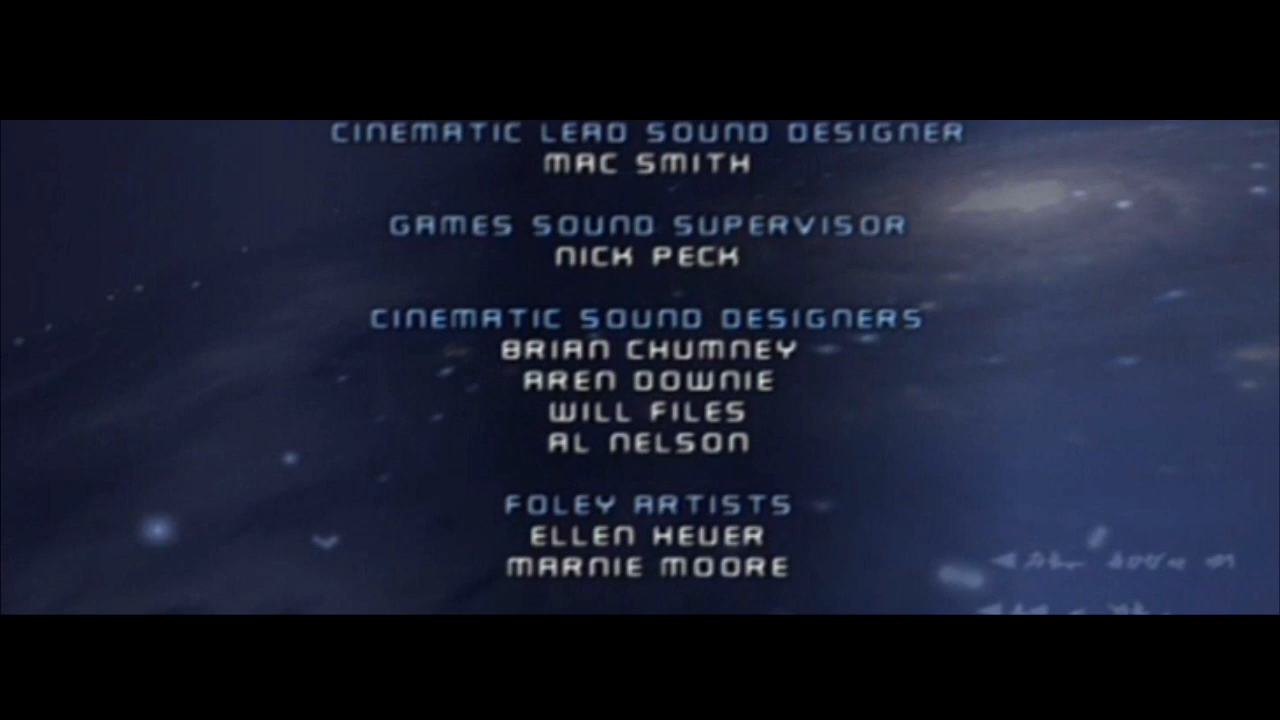 CINEMATIC LEAD SOUND DESIGNER
MAC SMITH
GAMES SOUND SUPERVISOR
NICK PECK
CINEMATIC SOUND DESIGNERS
BRIAN CHUMNEY
AREN DOWNIE
WILL FILES
AL NELSON
FOLEY ARTISTS
ELLEN HEUER
MARNIE MOORE